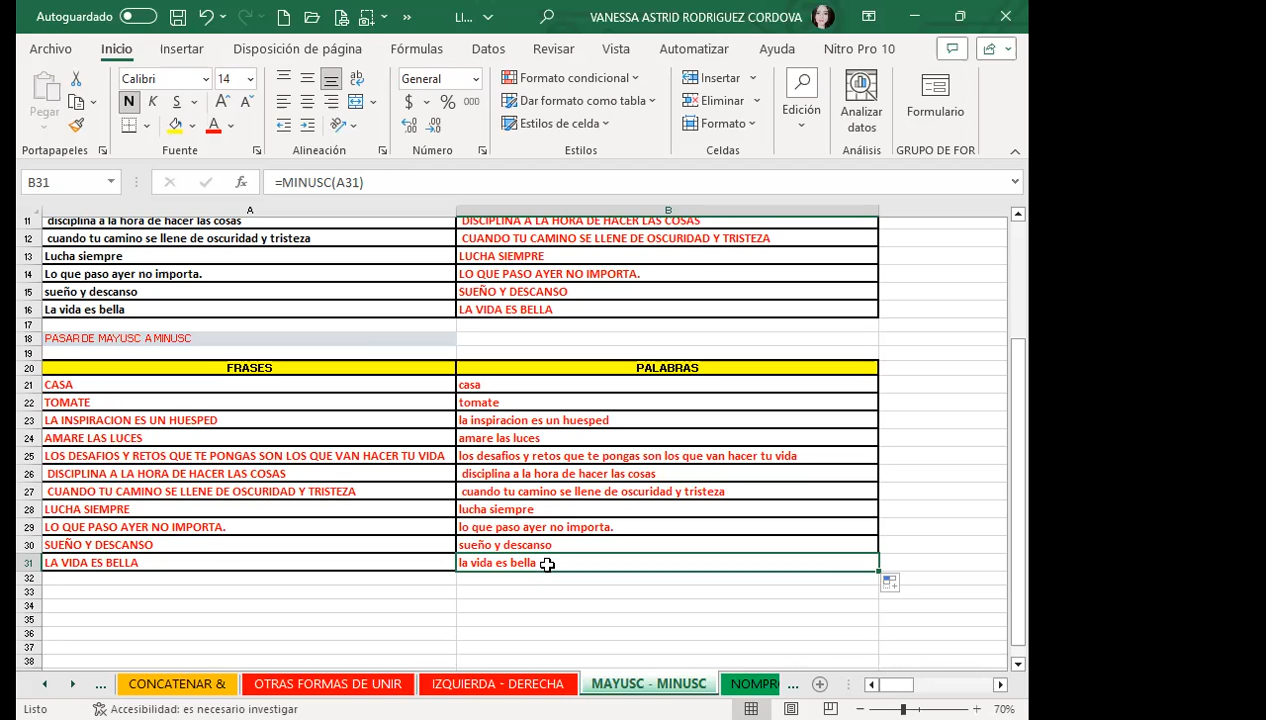 Autoguardado
LI...
VANESSA ASTRID RODRIGUEZ CORDOVA
Archivo Inicio Insertar Disposición de página Fórmulas Datos Revisar Vista Automatizar Ayuda Nitro Pro 10
Pegar
Calibri 14
N K S
General
$ % 000
Formato condicional
Dar formato como tabla
Estilos de celda
Insertar
Eliminar
Formato
Edición
Analizar datos
Formulario
Portapapeles Fuente Alineación Número Estilos Celdas Análisis GRUPO DE FOR
B31 fx =MINUSC(A31)
A B
11 disciplina a la hora de hacer las cosas DISCIPLINA A LA HORA DE HACER LAS COSAS
12 cuando tu camino se llene de oscuridad y tristeza CUANDO TU CAMINO SE LLENE DE OSCURIDAD Y TRISTEZA
13 Lucha siempre LUCHA SIEMPRE
14 Lo que paso ayer no importa. LO QUE PASO AYER NO IMPORTA.
15 sueño y descanso SUEÑO Y DESCANSO
16 La vida es bella LA VIDA ES BELLA
17
18 PASAR DE MAYUSC A MINUSC
19
20 FRASES PALABRAS
21 CASA casa
22 TOMATE tomate
23 LA INSPIRACION ES UN HUESPED la inspiracion es un huesped
24 AMARE LAS LUCES amare las luces
25 LOS DESAFIOS Y RETOS QUE TE PONGAS SON LOS QUE VAN HACER TU VIDA los desafios y retos que te pongas son los que van hacer tu vida
26 DISCIPLINA A LA HORA DE HACER LAS COSAS disciplina a la hora de hacer las cosas
27 CUANDO TU CAMINO SE LLENE DE OSCURIDAD Y TRISTEZA cuando tu camino se llene de oscuridad y tristeza
28 LUCHA SIEMPRE lucha siempre
29 LO QUE PASO AYER NO IMPORTA. lo que paso ayer no importa.
30 SUEÑO Y DESCANSO sueño y descanso
31 LA VIDA ES BELLA la vida es bella
32
33
34
35
36
37
38
... CONCATENAR & OTRAS FORMAS DE UNIR IZQUIERDA - DERECHA MAYUSC - MINUSC NOMPR ...
Listo Accesibilidad: es necesario investigar 70%